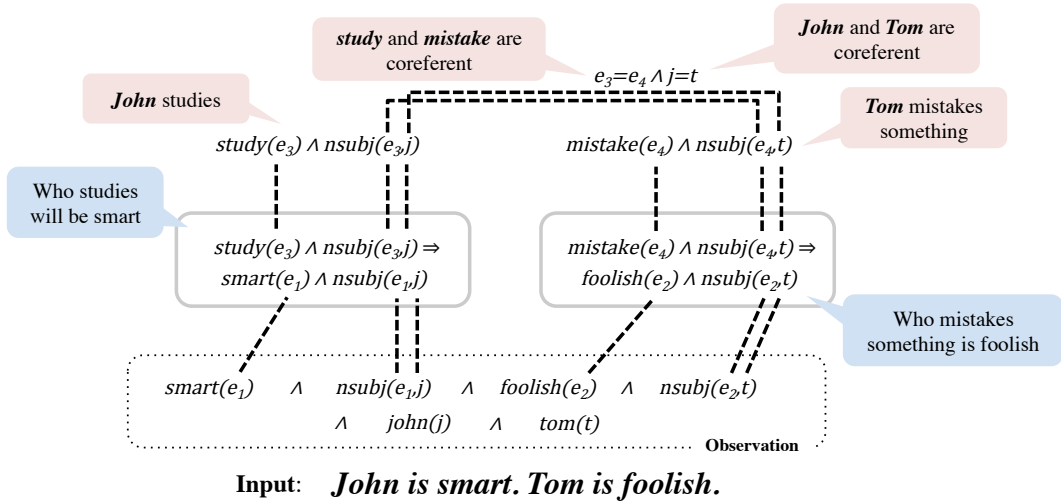 study and mistake are
coreferent
John and Tom are
coreferent
e₃=e₄ ∧ j=t
John studies
Tom mistakes
something
study(e₃) ∧ nsubj(e₃,j)
mistake(e₄) ∧ nsubj(e₄,t)
Who studies
will be smart
study(e₃) ∧ nsubj(e₃,j) ⇒
smart(e₁) ∧ nsubj(e₁,j)
mistake(e₄) ∧ nsubj(e₄,t) ⇒
foolish(e₂) ∧ nsubj(e₂,t)
Who mistakes
something is foolish
smart(e₁) ∧ nsubj(e₁,j) ∧ foolish(e₂) ∧ nsubj(e₂,t)
∧ john(j) ∧ tom(t)
Observation
Input: John is smart. Tom is foolish.